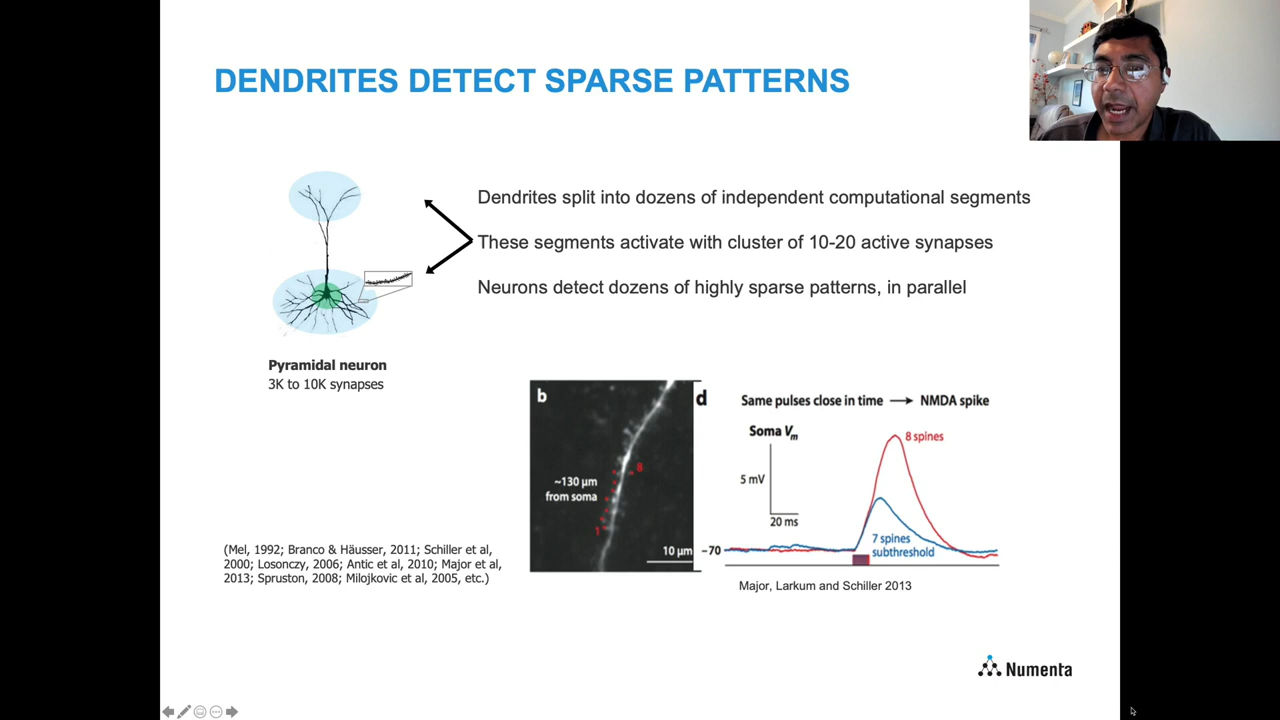 DENDRITES DETECT SPARSE PATTERNS
Dendrites split into dozens of independent computational segments
These segments activate with cluster of 10-20 active synapses
Neurons detect dozens of highly sparse patterns, in parallel
Pyramidal neuron
3K to 10K synapses
b
~130 µm
from soma
8
1
10 µm
d
Same pulses close in time → NMDA spike
Soma Vm
8 spines
5 mV
20 ms
7 spines
subthreshold
−70
Major, Larkum and Schiller 2013
(Mel, 1992; Branco & Häusser, 2011; Schiller et al,
2000; Losonczy, 2006; Antic et al, 2010; Major et al,
2013; Spruston, 2008; Milojkovic et al, 2005, etc.)
Numenta